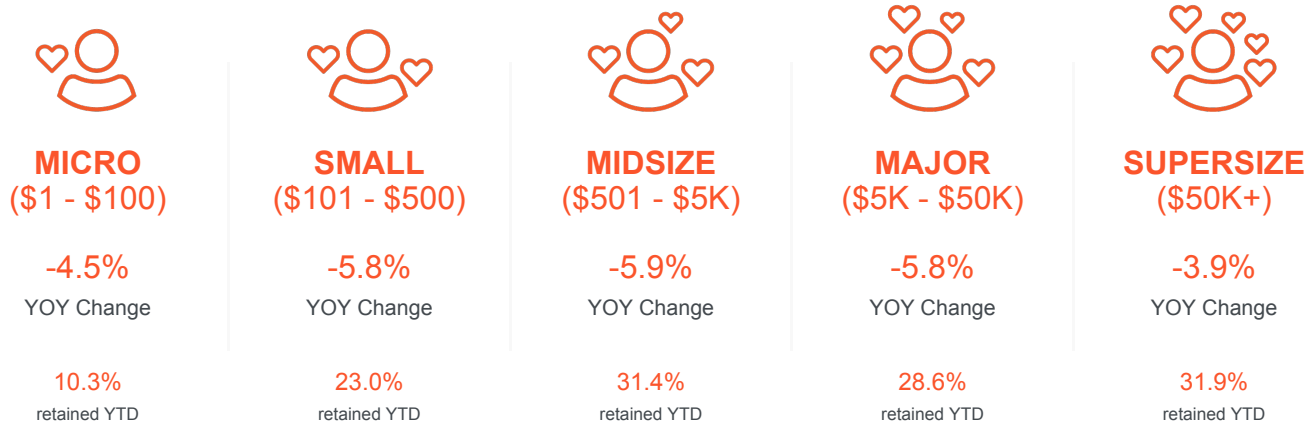 MICRO
($1 - $100)
-4.5%
YOY Change
10.3%
retained YTD
SMALL
($101 - $500)
-5.8%
YOY Change
23.0%
retained YTD
MIDSIZE
($501 - $5K)
-5.9%
YOY Change
31.4%
retained YTD
MAJOR
($5K - $50K)
-5.8%
YOY Change
28.6%
retained YTD
SUPERSIZE
($50K+)
-3.9%
YOY Change
31.9%
retained YTD